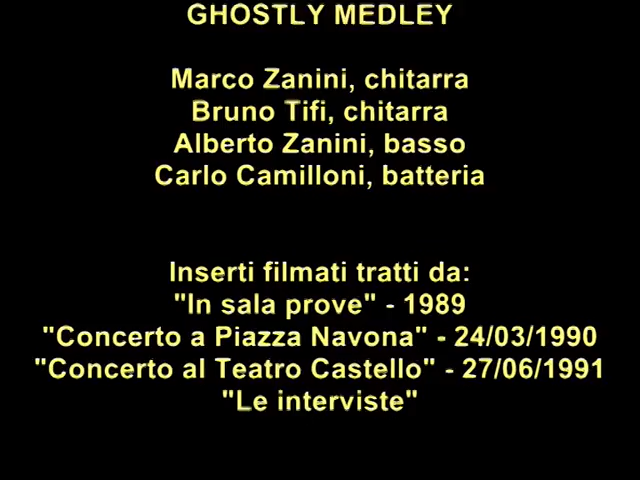 GHOSTLY MEDLEY
Marco Zanini, chitarra
Bruno Tifi, chitarra
Alberto Zanini, basso
Carlo Camilloni, batteria
Inserti filmati tratti da:
"In sala prove" - 1989
"Concerto a Piazza Navona" - 24/03/1990
"Concerto al Teatro Castello" - 27/06/1991
"Le interviste"